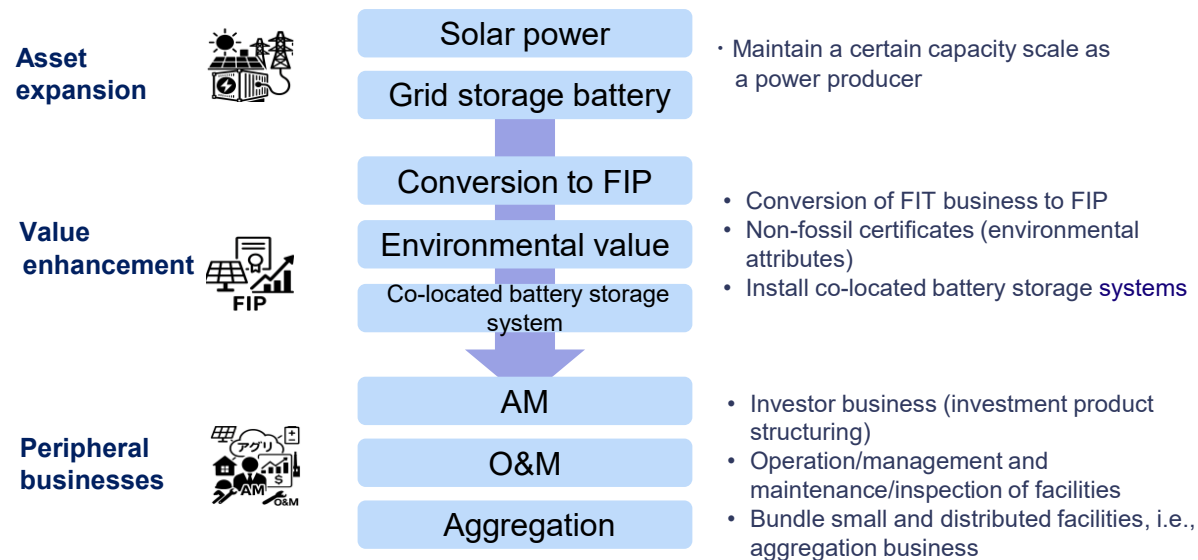 Asset
expansion
Solar power
Grid storage battery
・Maintain a certain capacity scale as
a power producer
Value
enhancement
FIP
Conversion to FIP
Environmental value
Co-located battery storage
system
• Conversion of FIT business to FIP
• Non-fossil certificates (environmental
attributes)
• Install co-located battery storage systems
Peripheral
businesses
アグリ
$
AM
O&M
AM
O&M
Aggregation
• Investor business (investment product
structuring)
• Operation/management and
maintenance/inspection of facilities
• Bundle small and distributed facilities, i.e.,
aggregation business